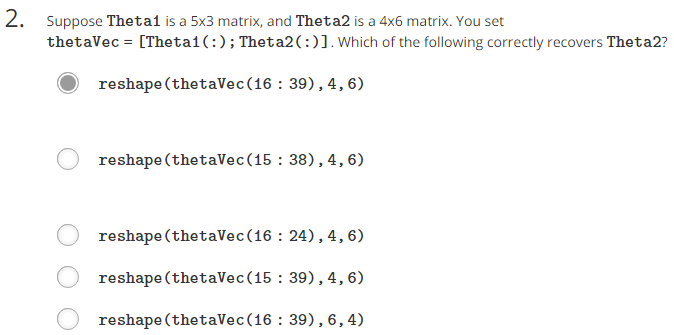 2. Suppose Theta1 is a 5x3 matrix, and Theta2 is a 4x6 matrix. You set
thetaVec = [Theta1(:);Theta2(:)]. Which of the following correctly recovers Theta2?
reshape(thetaVec(16 : 39),4,6)
reshape(thetaVec(15 : 38),4,6)
reshape(thetaVec(16 : 24),4,6)
reshape(thetaVec(15 : 39),4,6)
reshape(thetaVec(16 : 39),6,4)